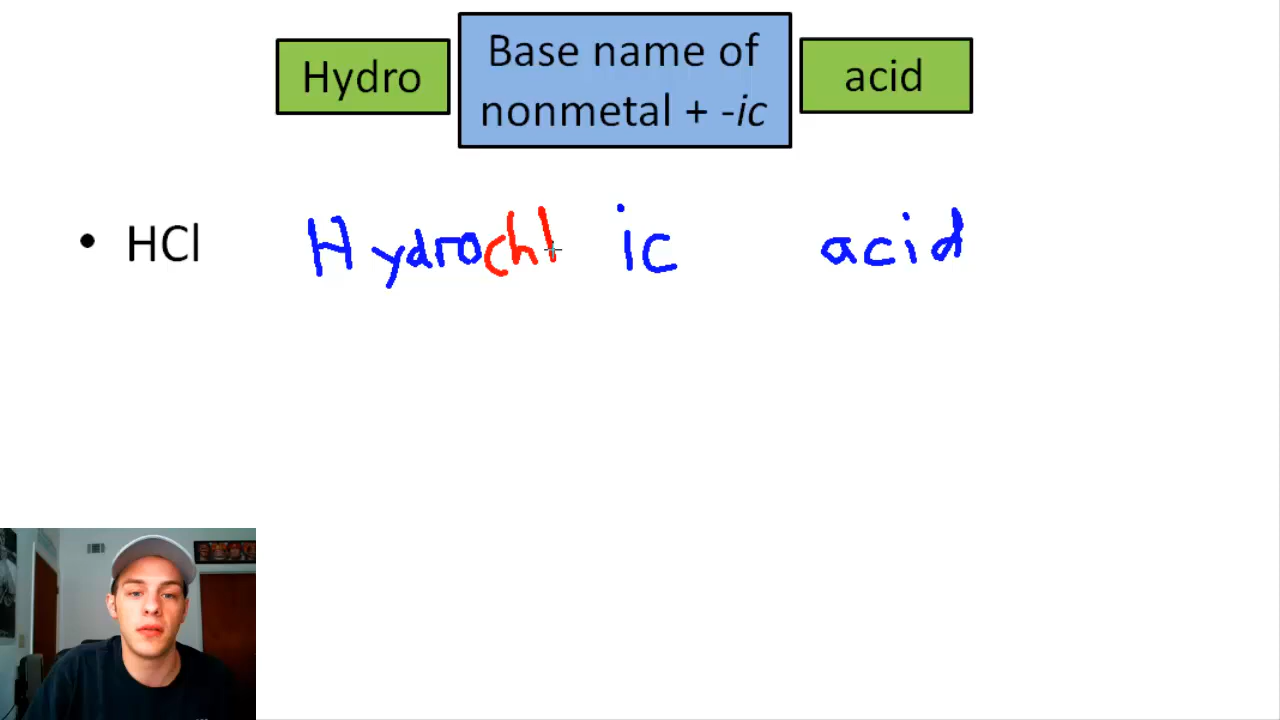 Hydro
Base name of
nonmetal + -ic
acid
• HCl Hydrochl ic acid